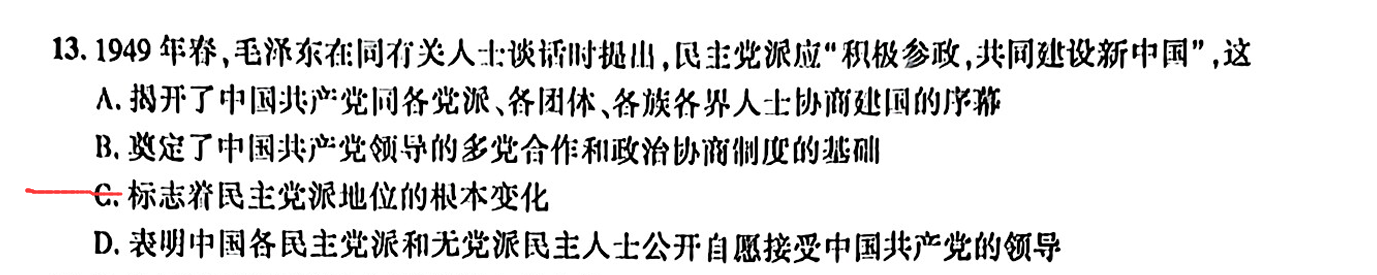 13. 1949 年春,毛泽东在同有关人士谈话时提出,民主党派应“积极参政,共同建设新中国”,这
A. 揭开了中国共产党同各党派、各团体、各族各界人士协商建国的序幕
B. 奠定了中国共产党领导的多党合作和政治协商制度的基础
C. 标志着民主党派地位的根本变化
D. 表明中国各民主党派和无党派民主人士公开自愿接受中国共产党的领导